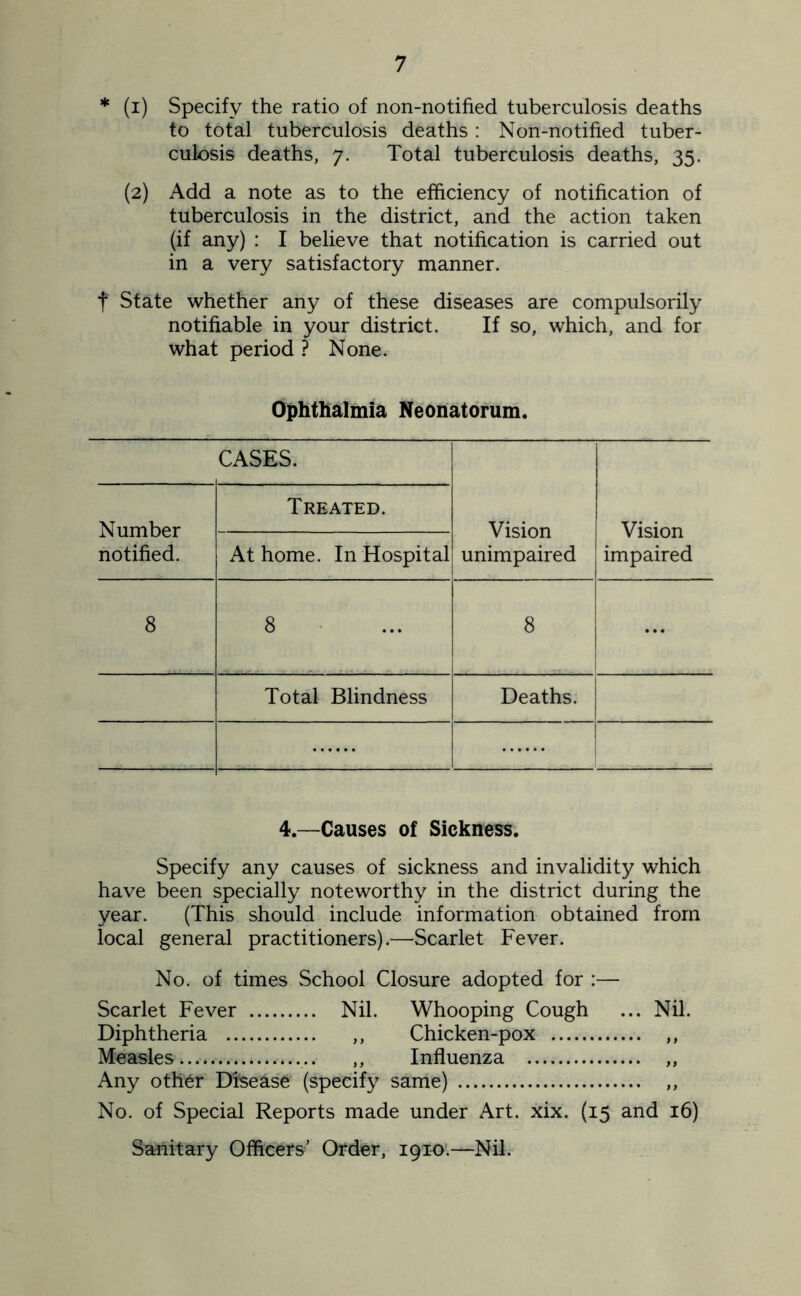 7
* (1) Specify the ratio of non-notified tuberculosis deaths
to total tuberculosis deaths : Non-notified tuber-
culosis deaths, 7. Total tuberculosis deaths, 35.
(2) Add a note as to the efficiency of notification of
tuberculosis in the district, and the action taken
(if any) : I believe that notification is carried out
in a very satisfactory manner.
† State whether any of these diseases are compulsorily
notifiable in your district. If so, which, and for
what period ? None.
Ophthalmia Neonatorum.
CASES.
Number notified.
Treated.
At home. In Hospital
Vision unimpaired
Vision impaired
8 8 ... 8 ...
Total Blindness Deaths.
...... ......
4.—Causes of Sickness.
Specify any causes of sickness and invalidity which
have been specially noteworthy in the district during the
year. (This should include information obtained from
local general practitioners).—Scarlet Fever.
No. of times School Closure adopted for :—
Scarlet Fever ......... Nil. Whooping Cough ... Nil.
Diphtheria ............ ,, Chicken-pox ............ ,,
Measles .................. ,, Influenza ............... ,,
Any other Disease (specify same) ........................ ,,
No. of Special Reports made under Art. xix. (15 and 16)
Sanitary Officers' Order, 1910.—Nil.